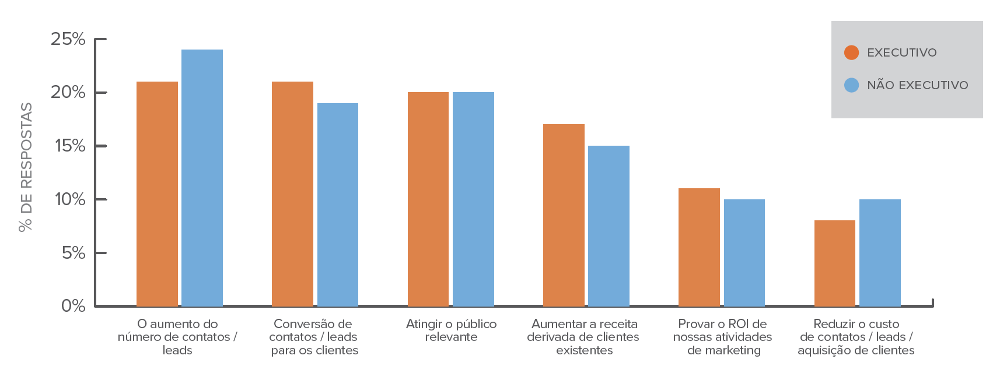 25%
20%
15%
10%
5%
0%
% DE RESPOSTAS
EXECUTIVO
NÃO EXECUTIVO
O aumento do
número de contatos /
leads
Conversão de
contatos / leads
para os clientes
Atingir o público
relevante
Aumentar a receita
derivada de clientes
existentes
Provar o ROI de
nossas atividades
de marketing
Reduzir o custo
de contatos / leads /
aquisição de clientes